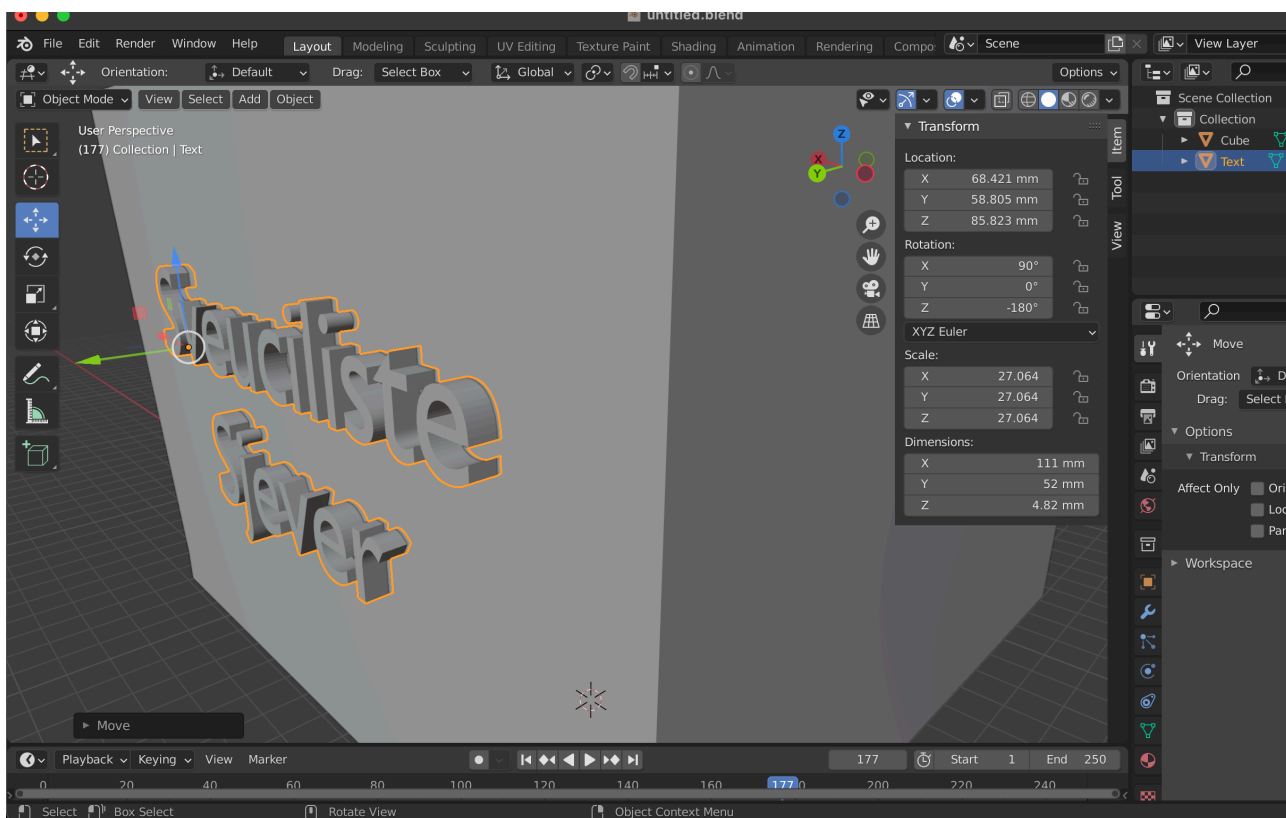 untitled.blend
File Edit Render Window Help Layout Modeling Sculpting UV Editing Texture Paint Shading Animation Rendering Compo Scene View Layer
Orientation: Default Drag: Select Box Global Options
Object Mode View Select Add Object
User Perspective
(177) Collection | Text
X
Y
Z
Transform
Location:
X 68.421 mm
Y 58.805 mm
Z 85.823 mm
Rotation:
X 90°
Y 0°
Z -180°
XYZ Euler
Scale:
X 27.064
Y 27.064
Z 27.064
Dimensions:
X 111 mm
Y 52 mm
Z 4.82 mm
Item
Tool
View
Scene Collection
Collection
Cube
Text
Move
Orientation D
Drag: Select
Options
Transform
Affect Only Ori
Loc
Par
Workspace
Move
Playback Keying View Marker 177 Start 1 End 250
0 20 40 60 80 100 120 140 160 177 200 220 240
Select Box Select Rotate View Object Context Menu